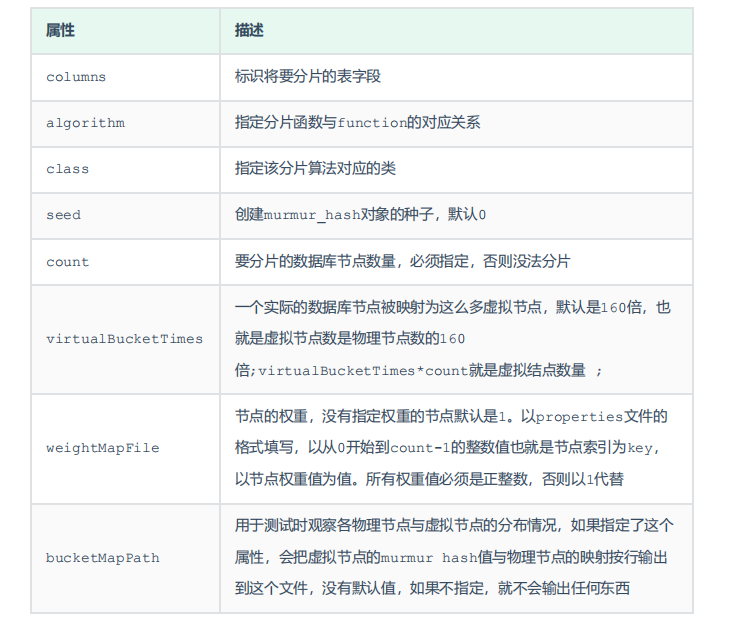 属性 描述
columns 标识将要分片的表字段
algorithm 指定分片函数与function的对应关系
class 指定该分片算法对应的类
seed 创建murmur_hash对象的种子，默认0
count 要分片的数据库节点数量，必须指定，否则没法分片
一个实际的数据库节点被映射为这么多虚拟节点，默认是160倍，也
virtualBucketTimes 就是虚拟节点数是物理节点数的160
倍;virtualBucketTimes*count就是虚拟结点数量 ;
节点的权重，没有指定权重的节点默认是1。以properties文件的
weightMapFile 格式填写，以从0开始到count-1的整数值也就是节点索引为key，
以节点权重值为值。所有权重值必须是正整数，否则以1代替
用于测试时观察各物理节点与虚拟节点的分布情况，如果指定了这个
bucketMapPath 属性，会把虚拟节点的murmur hash值与物理节点的映射按行输出
到这个文件，没有默认值，如果不指定，就不会输出任何东西